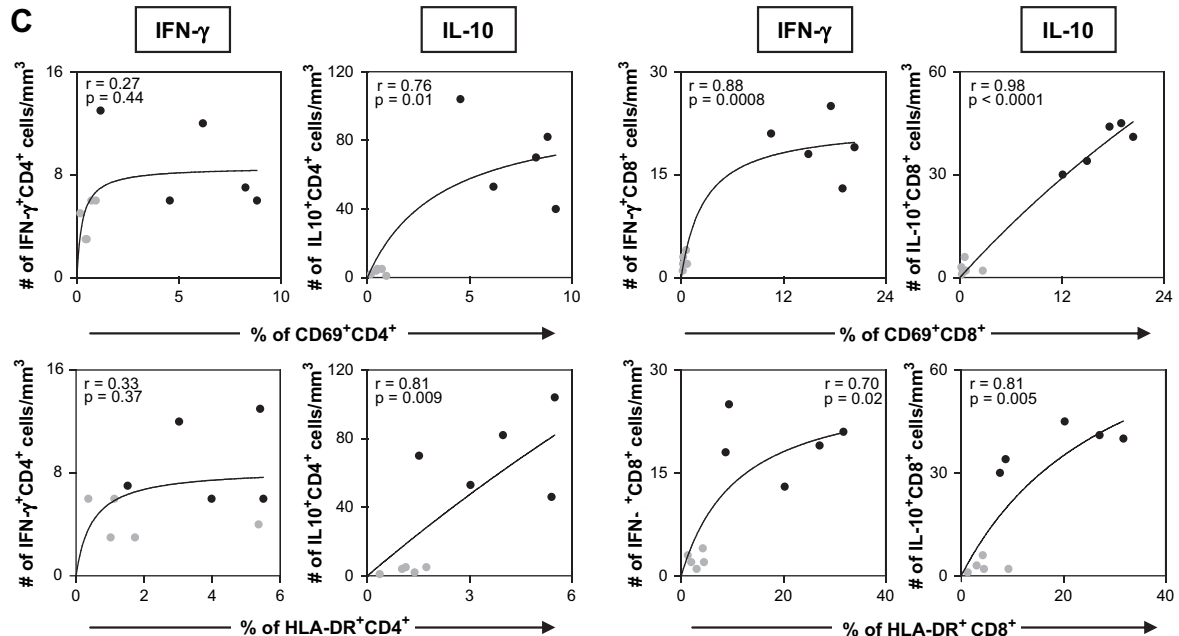 C
IFN-γ
IL-10
IFN-γ
IL-10
# of IFN-γ+CD4+ cells/mm3
16
8
0
r = 0.27
p = 0.44
0 5 10
# of IL10+CD4+ cells/mm3
120
80
40
0
r = 0.76
p = 0.01
0 5 10
% of CD69+CD4+
# of IFN-γ+CD8+ cells/mm3
30
15
0
r = 0.88
p = 0.0008
0 12 24
# of IL-10+CD8+ cells/mm3
60
30
0
r = 0.98
p < 0.0001
0 12 24
% of CD69+CD8+
# of IFN-γ+CD4+ cells/mm3
16
8
0
r = 0.33
p = 0.37
0 2 4 6
# of IL10+CD4+ cells/mm3
120
80
40
0
r = 0.81
p = 0.009
0 3 6
% of HLA-DR+CD4+
# of IFN- +CD8+ cells/mm3
30
15
0
r = 0.70
p = 0.02
0 20 40
# of IL-10+CD8+ cells/mm3
60
30
0
r = 0.81
p = 0.005
0 20 40
% of HLA-DR+ CD8+